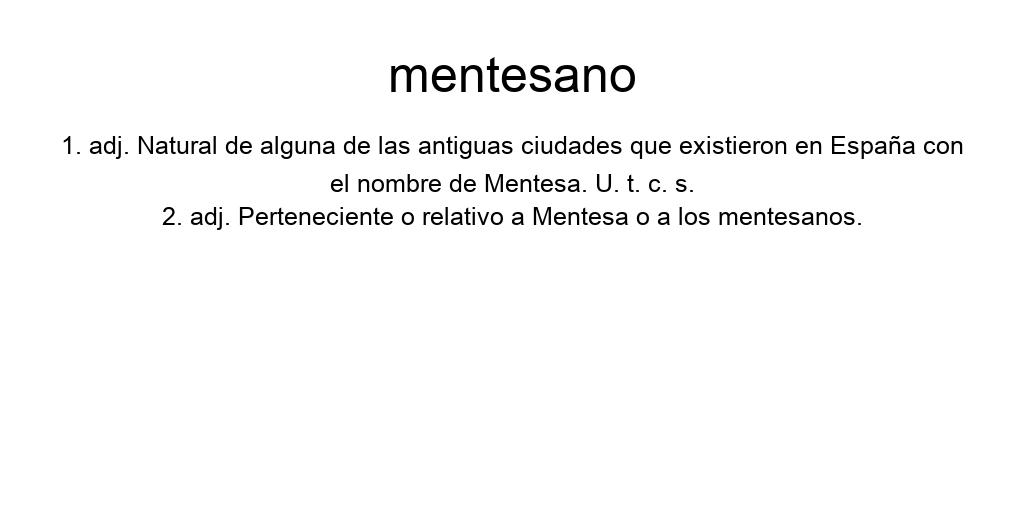 mentesano
1. adj. Natural de alguna de las antiguas ciudades que existieron en España con
el nombre de Mentesa. U. t. c. s.
2. adj. Perteneciente o relativo a Mentesa o a los mentesanos.